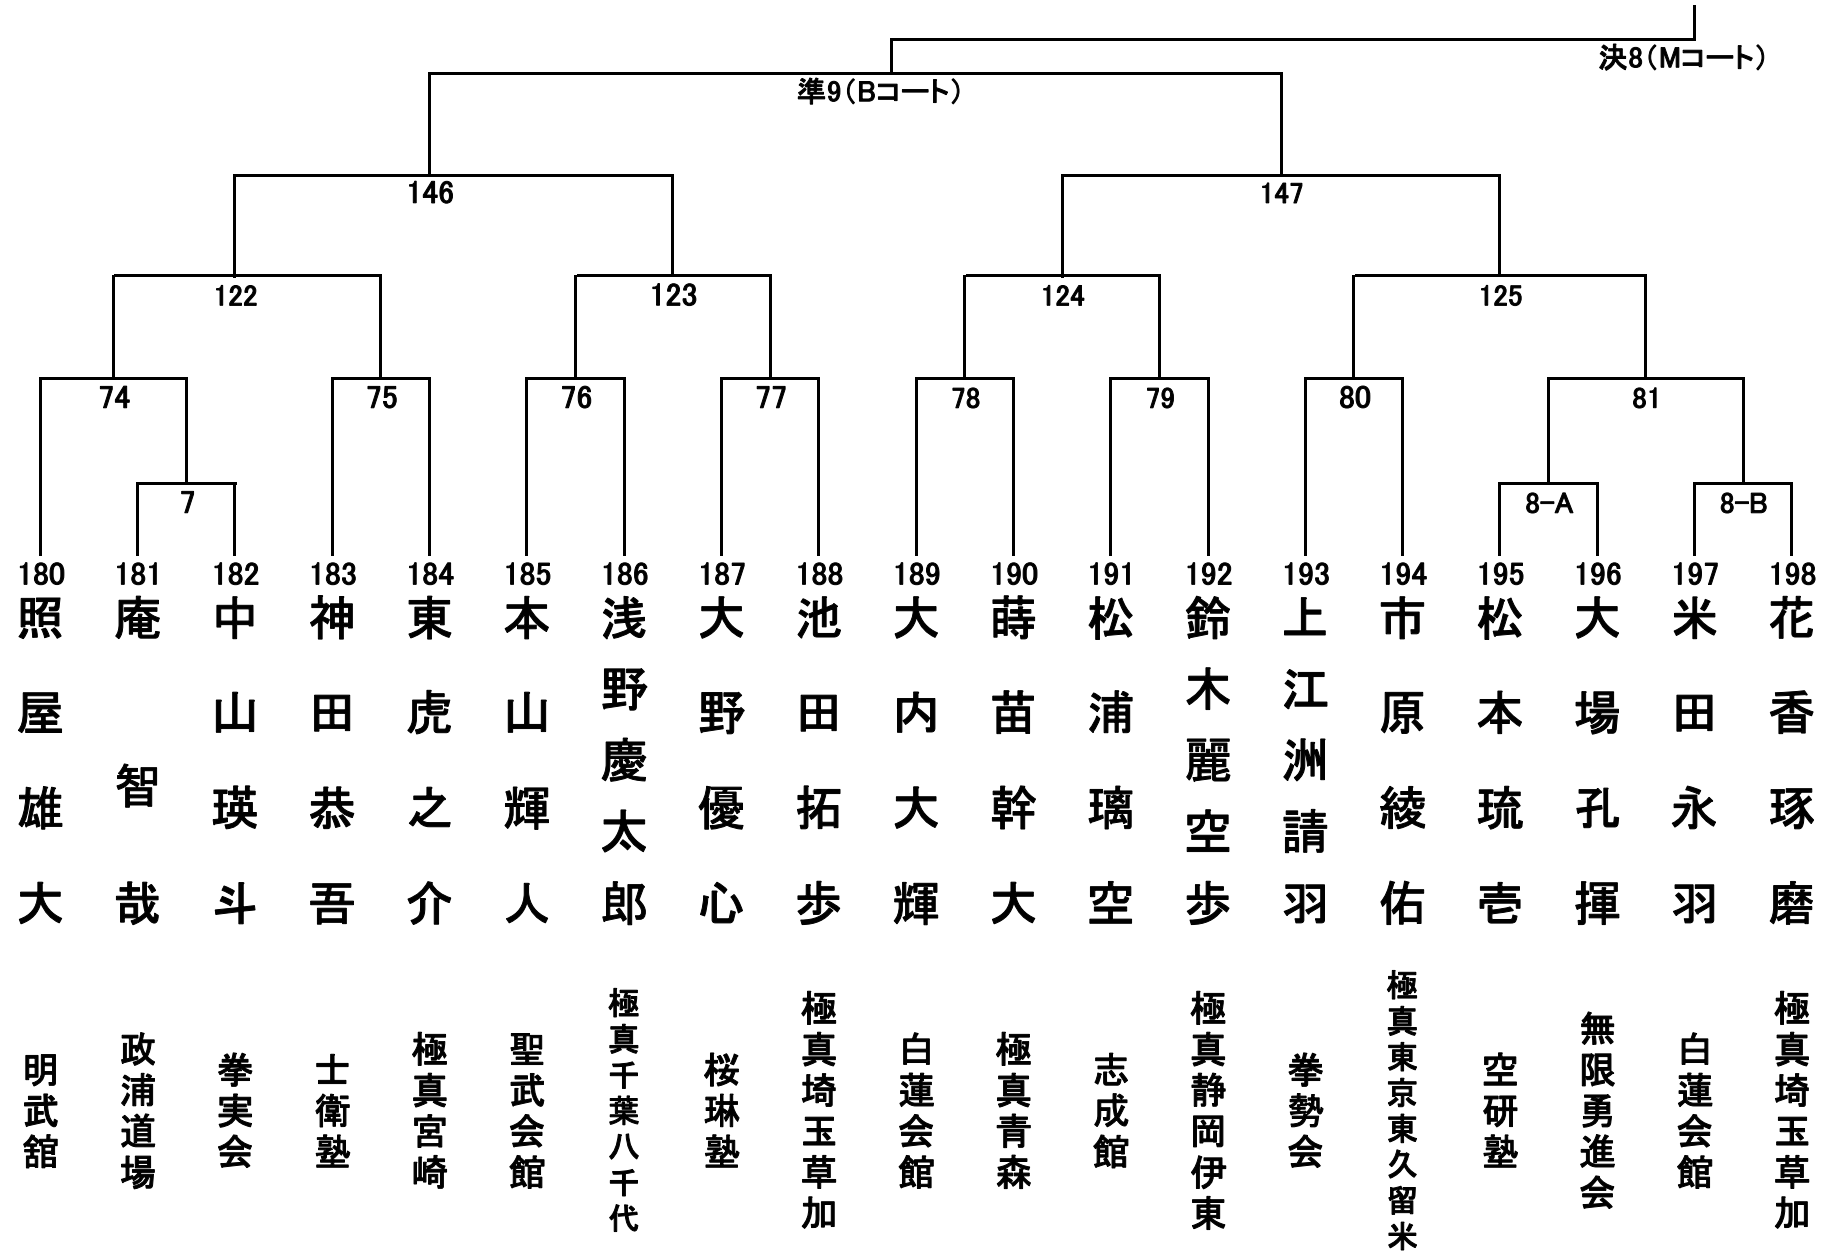 決8(Mコート)
準9(Bコート)
146
147
122
123
124
125
74
75
76
77
78
79
80
81
7
8-A
8-B
180
181
182
183
184
185
186
187
188
189
190
191
192
193
194
195
196
197
198
照屋雄大
庵智哉
中山瑛斗
神田恭吾
東虎之介
本山輝人
浅野慶太郎
大野優心
池田拓歩
大内大輝
蒔苗幹大
松浦璃空
鈴木麗空歩
上江洲請羽
市原綾佑
松本琉壱
大場孔揮
米田永羽
花香琢磨
明武舘
政浦道場
拳実会
士衛塾
極真宮崎
聖武会館
極真千葉八千代
桜琳塾
極真埼玉草加
白蓮会館
極真青森
志成館
極真静岡伊東
拳勢会
極真東京東久留米
空研塾
無限勇進会
白蓮会館
極真埼玉草加